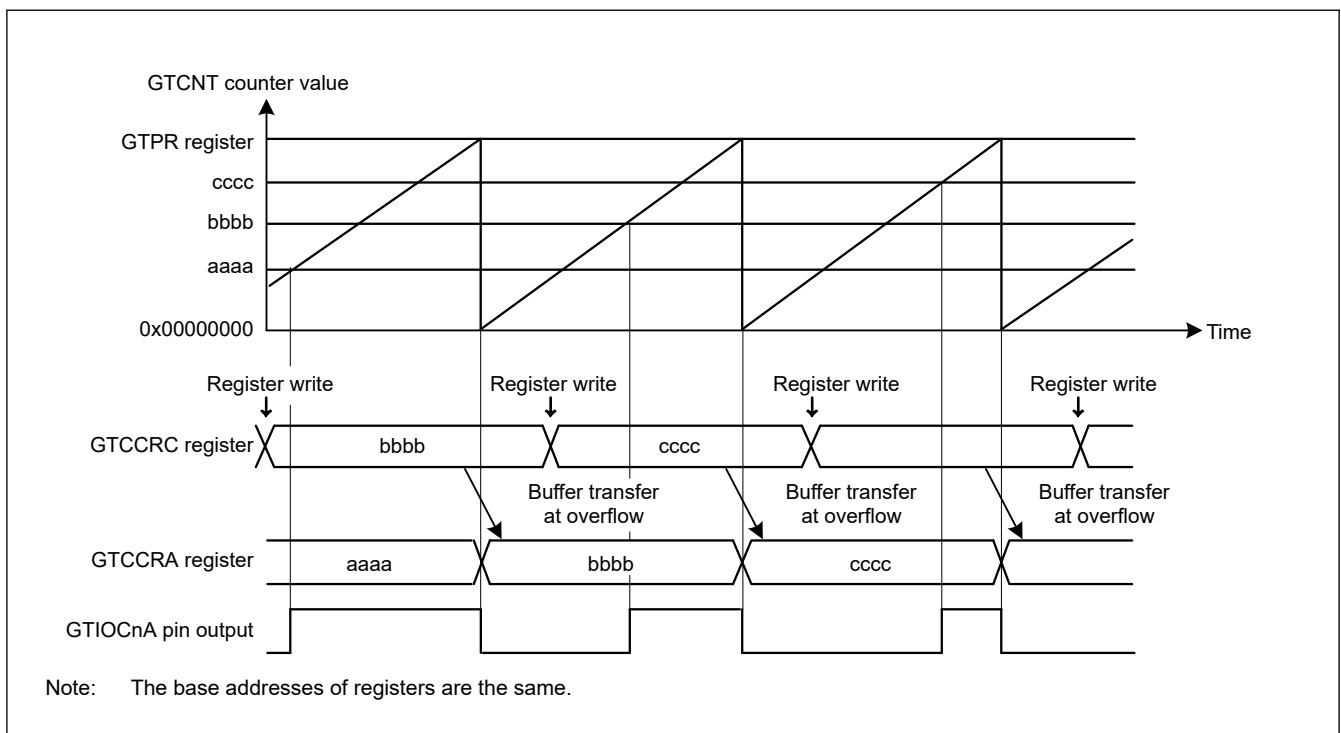 GTCNT counter value
GTPR register
cccc
bbbb
aaaa
0x00000000
Time
Register write
Register write
Register write
Register write
GTCCRC register
bbbb
cccc
Buffer transfer
at overflow
Buffer transfer
at overflow
Buffer transfer
at overflow
GTCCRA register
aaaa
bbbb
cccc
GTIOCnA pin output
Note: The base addresses of registers are the same.